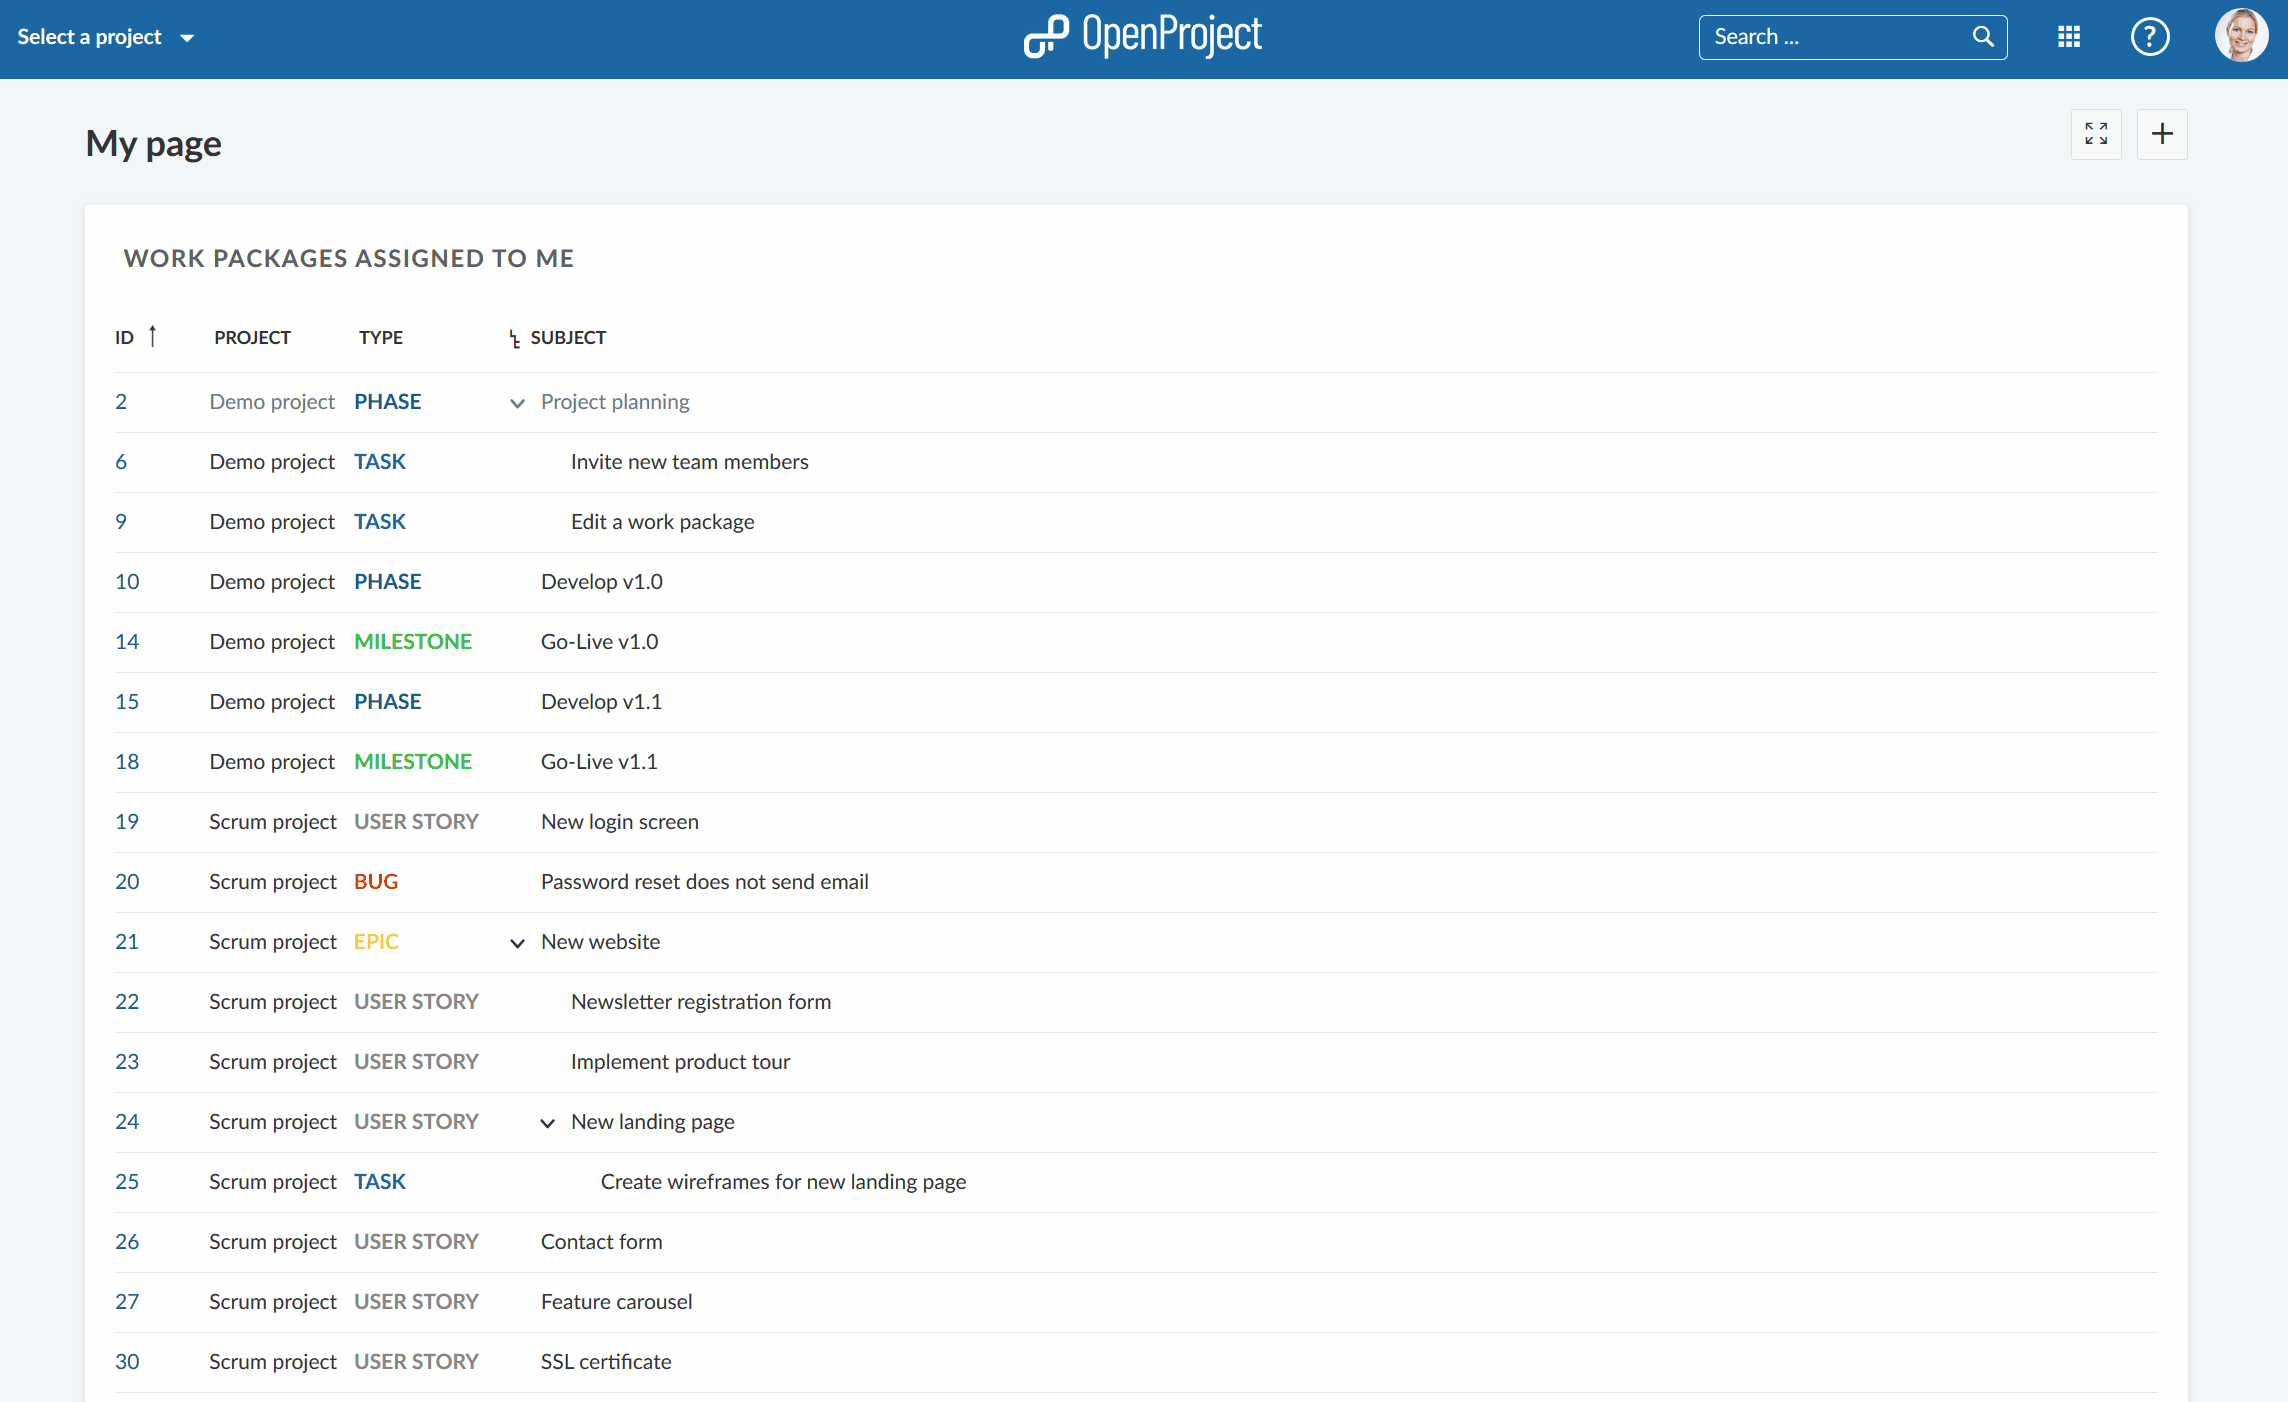 Select a project
OpenProject
Search ...
?
My page
WORK PACKAGES ASSIGNED TO ME
ID PROJECT TYPE SUBJECT
2 Demo project PHASE Project planning
6 Demo project TASK Invite new team members
9 Demo project TASK Edit a work package
10 Demo project PHASE Develop v1.0
14 Demo project MILESTONE Go-Live v1.0
15 Demo project PHASE Develop v1.1
18 Demo project MILESTONE Go-Live v1.1
19 Scrum project USER STORY New login screen
20 Scrum project BUG Password reset does not send email
21 Scrum project EPIC New website
22 Scrum project USER STORY Newsletter registration form
23 Scrum project USER STORY Implement product tour
24 Scrum project USER STORY New landing page
25 Scrum project TASK Create wireframes for new landing page
26 Scrum project USER STORY Contact form
27 Scrum project USER STORY Feature carousel
30 Scrum project USER STORY SSL certificate